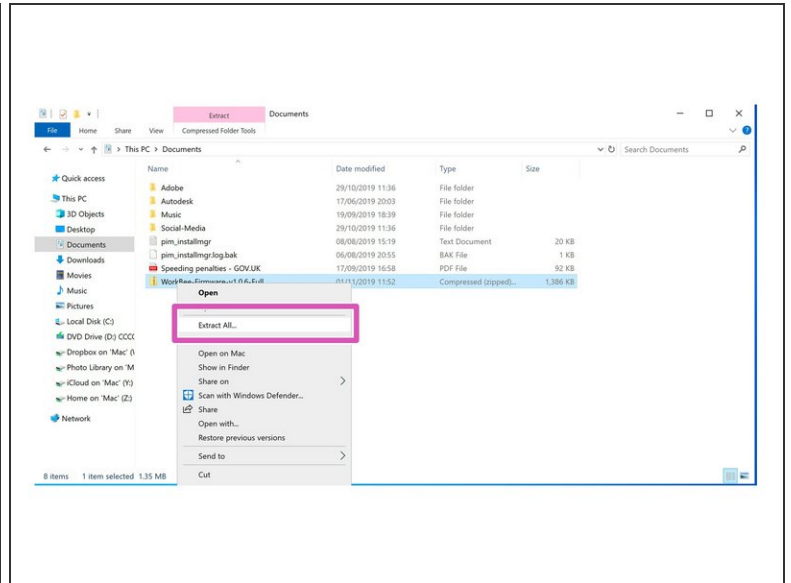 Extract Documents
File Home Share View Compressed Folder Tools
This PC > Documents Search Documents
Name Date modified Type Size
Quick access
Adobe 29/10/2019 11:36 File folder
This PC Autodesk 17/06/2019 20:03 File folder
3D Objects Music 19/09/2019 18:39 File folder
Desktop Social-Media 29/10/2019 11:36 File folder
Documents pim_installmgr 08/08/2019 15:19 Text Document 20 KB
Downloads pim_installmgr.log.bak 06/08/2019 20:55 BAK File 1 KB
Movies Speeding penalties - GOV.UK 17/09/2019 16:58 PDF File 92 KB
Music WorkBee-Firmware-v1.0.6-Full 01/11/2019 11:52 Compressed (zipped)... 1,386 KB
Open
Pictures
Local Disk (C:)
Extract All...
DVD Drive (D:) CCC
Dropbox on 'Mac' (
Open on Mac
Photo Library on 'M
Show in Finder
iCloud on 'Mac' (Y:)
Share on
Home on 'Mac' (Z:)
Scan with Windows Defender...
Share
Network
Open with...
Restore previous versions
Send to
8 items 1 item selected 1.35 MB
Cut